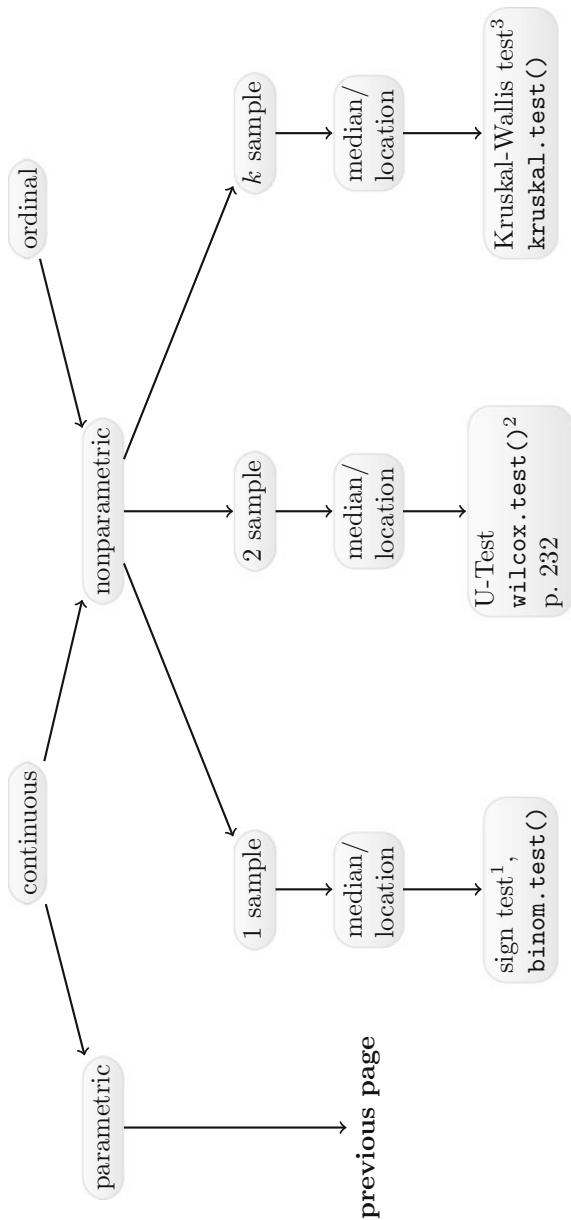 continuous
ordinal
parametric
nonparametric
1 sample
2 sample
k sample
median/
location
median/
location
median/
location
previous page
sign test¹,
binom.test()
U-Test
wilcox.test()²
p. 232
Kruskal-Wallis test³
kruskal.test()